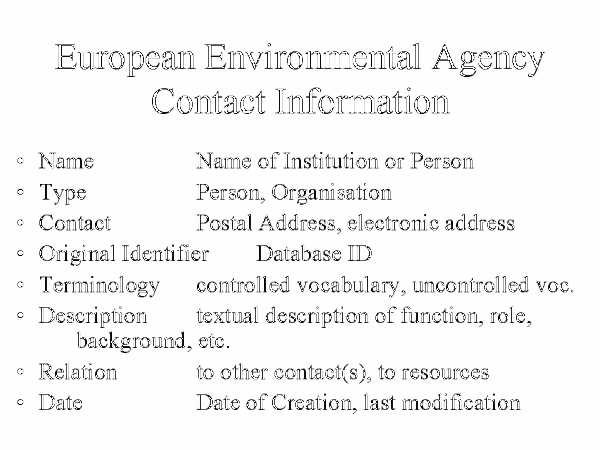 European Environmental Agency
Contact Information
◦ Name Name of Institution or Person
◦ Type Person, Organisation
◦ Contact Postal Address, electronic address
◦ Original Identifier Database ID
◦ Terminology controlled vocabulary, uncontrolled voc.
◦ Description textual description of function, role,
background, etc.
◦ Relation to other contact(s), to resources
◦ Date Date of Creation, last modification